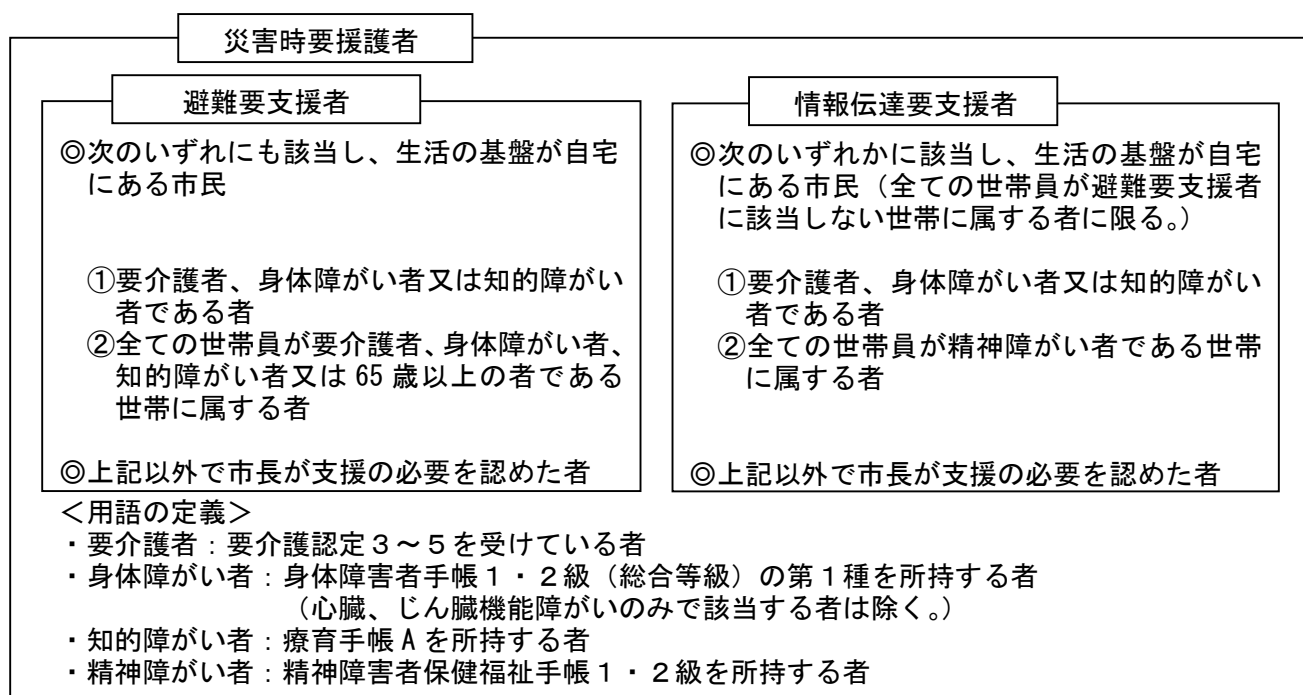 災害時要援護者
避難要支援者
◎次のいずれにも該当し、生活の基盤が自宅
にある市民
①要介護者、身体障がい者又は知的障がい
者である者
②全ての世帯員が要介護者、身体障がい者、
知的障がい者又は 65 歳以上の者である
世帯に属する者
◎上記以外で市長が支援の必要を認めた者
情報伝達要支援者
◎次のいずれかに該当し、生活の基盤が自宅
にある市民（全ての世帯員が避難要支援者
に該当しない世帯に属する者に限る。）
①要介護者、身体障がい者又は知的障がい
者である者
②全ての世帯員が精神障がい者である世帯
に属する者
◎上記以外で市長が支援の必要を認めた者
＜用語の定義＞
・要介護者：要介護認定３～５を受けている者
・身体障がい者：身体障害者手帳１・２級（総合等級）の第１種を所持する者
（心臓、じん臓機能障がいのみで該当する者は除く。）
・知的障がい者：療育手帳 A を所持する者
・精神障がい者：精神障害者保健福祉手帳１・２級を所持する者